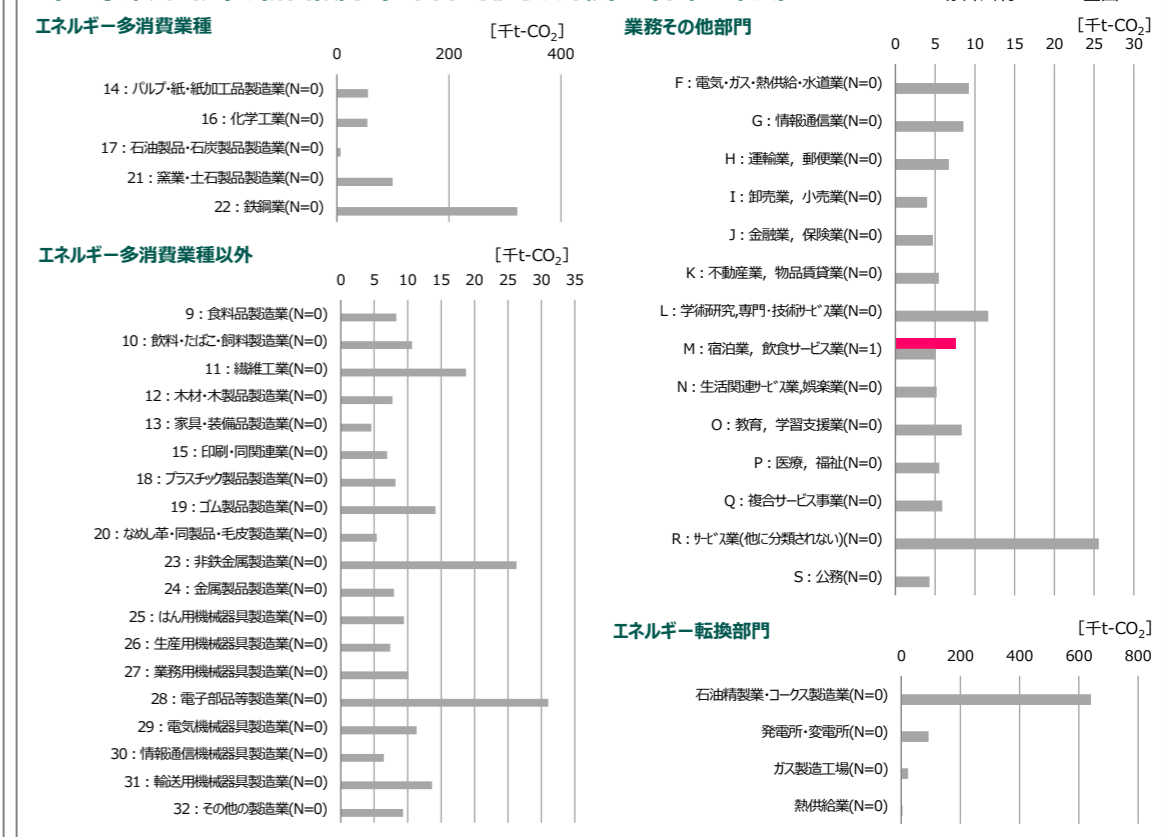 エネルギー多消費業種
[千t-CO2]
0 200 400
14：パルプ・紙・紙加工品製造業(N=0)
16：化学工業(N=0)
17：石油製品・石炭製品製造業(N=0)
21：窯業・土石製品製造業(N=0)
22：鉄鋼業(N=0)
エネルギー多消費業種以外
[千t-CO2]
0 5 10 15 20 25 30 35
9：食料品製造業(N=0)
10：飲料・たばこ・飼料製造業(N=0)
11：繊維工業(N=0)
12：木材・木製品製造業(N=0)
13：家具・装備品製造業(N=0)
15：印刷・同関連業(N=0)
18：プラスチック製品製造業(N=0)
19：ゴム製品製造業(N=0)
20：なめし革・同製品・毛皮製造業(N=0)
23：非鉄金属製造業(N=0)
24：金属製品製造業(N=0)
25：はん用機械器具製造業(N=0)
26：生産用機械器具製造業(N=0)
27：業務用機械器具製造業(N=0)
28：電子部品等製造業(N=0)
29：電気機械器具製造業(N=0)
30：情報通信機械器具製造業(N=0)
31：輸送用機械器具製造業(N=0)
32：その他の製造業(N=0)
業務その他部門
[千t-CO2]
0 5 10 15 20 25 30
F：電気・ガス・熱供給・水道業(N=0)
G：情報通信業(N=0)
H：運輸業，郵便業(N=0)
I：卸売業，小売業(N=0)
J：金融業，保険業(N=0)
K：不動産業，物品賃貸業(N=0)
L：学術研究,専門・技術ｻｰﾋﾞｽ業(N=0)
M：宿泊業，飲食サービス業(N=1)
N：生活関連ｻｰﾋﾞｽ業,娯楽業(N=0)
O：教育，学習支援業(N=0)
P：医療，福祉(N=0)
Q：複合サービス事業(N=0)
R：ｻｰﾋﾞｽ業(他に分類されない)(N=0)
S：公務(N=0)
エネルギー転換部門
[千t-CO2]
0 200 400 600 800
石油精製業・コークス製造業(N=0)
発電所・変電所(N=0)
ガス製造工場(N=0)
熱供給業(N=0)